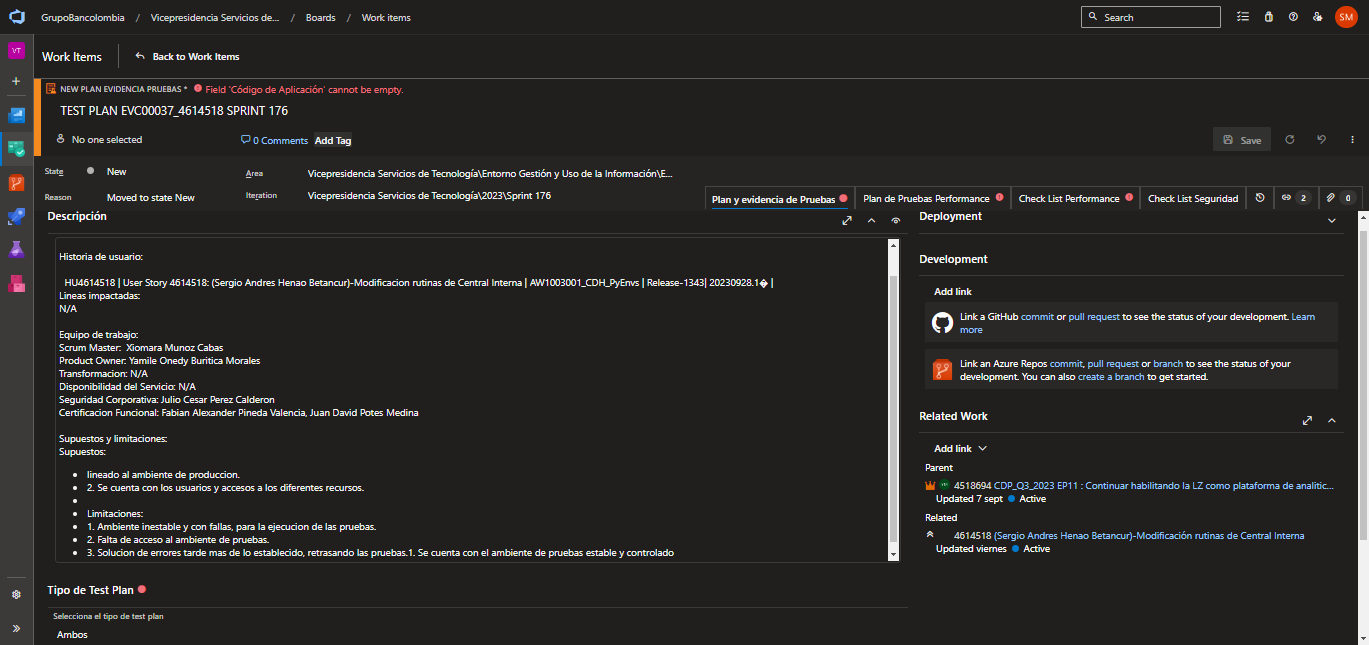 GrupoBancolombia / Vicepresidencia Servicios de... / Boards / Work items
Search
SM
VT
Work Items
Back to Work Items
NEW PLAN EVIDENCIA PRUEBAS * Field 'Código de Aplicación' cannot be empty.
TEST PLAN EVC00037_4614518 SPRINT 176
No one selected
0 Comments
Add Tag
Save
State
New
Area
Vicepresidencia Servicios de Tecnología\Entorno Gestión y Uso de la Información\E...
Reason
Moved to state New
Iteration
Vicepresidencia Servicios de Tecnología\2023\Sprint 176
Plan y evidencia de Pruebas
Plan de Pruebas Performance
Check List Performance
Check List Seguridad
2
0
Descripción
Historia de usuario:
HU4614518 | User Story 4614518: (Sergio Andres Henao Betancur)-Modificacion rutinas de Central Interna | AW1003001_CDH_PyEnvs | Release-1343| 20230928.1� |
Lineas impactadas:
N/A
Equipo de trabajo:
Scrum Master: Xiomara Munoz Cabas
Product Owner: Yamile Onedy Buritica Morales
Transformacion: N/A
Disponibilidad del Servicio: N/A
Seguridad Corporativa: Julio Cesar Perez Calderon
Certificacion Funcional: Fabian Alexander Pineda Valencia, Juan David Potes Medina
Supuestos y limitaciones:
Supuestos:
• lineado al ambiente de produccion.
• 2. Se cuenta con los usuarios y accesos a los diferentes recursos.
•
• Limitaciones:
• 1. Ambiente inestable y con fallas, para la ejecucion de las pruebas.
• 2. Falta de acceso al ambiente de pruebas.
• 3. Solucion de errores tarde mas de lo establecido, retrasando las pruebas.1. Se cuenta con el ambiente de pruebas estable y controlado
Tipo de Test Plan
Selecciona el tipo de test plan
Ambos
Deployment
Development
Add link
Link a GitHub commit or pull request to see the status of your development. Learn
more
Link an Azure Repos commit, pull request or branch to see the status of your
development. You can also create a branch to get started.
Related Work
Add link
Parent
4518694 CDP_Q3_2023 EP11 : Continuar habilitando la LZ como plataforma de analitic...
Updated 7 sept Active
Related
4614518 (Sergio Andres Henao Betancur)-Modificación rutinas de Central Interna
Updated viernes Active